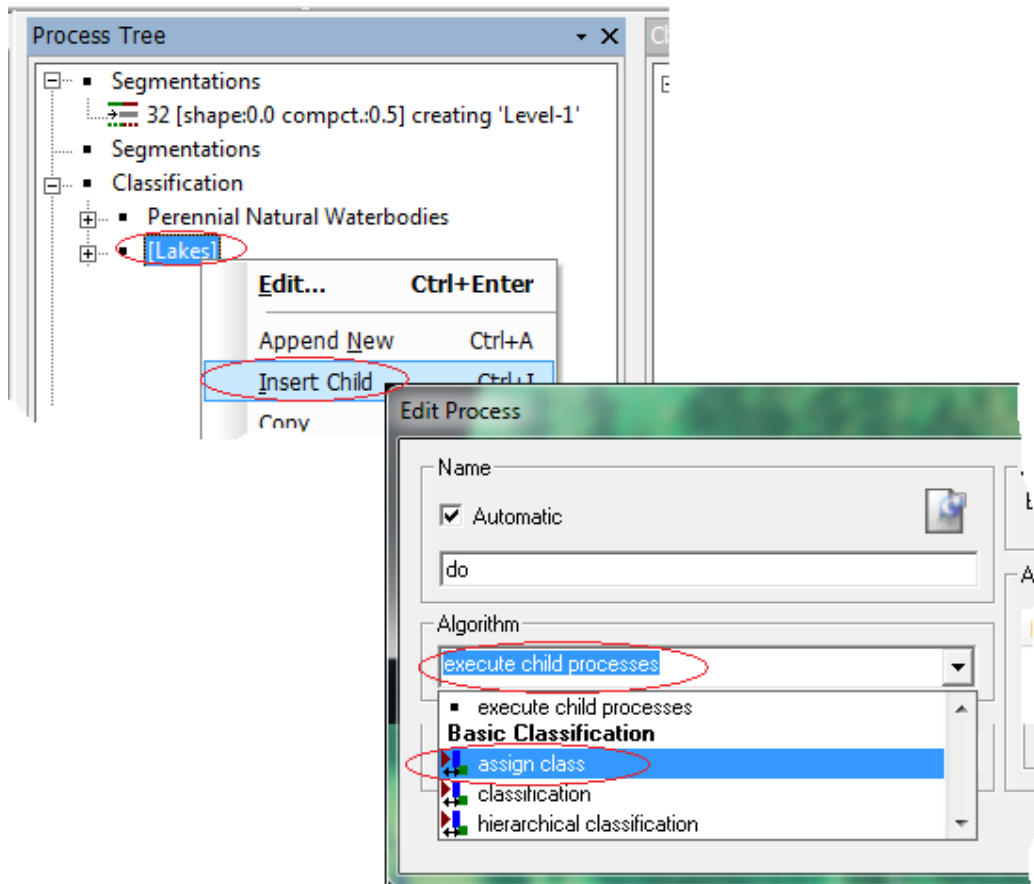 Process Tree
Segmentations
32 [shape:0.0 compct.:0.5] creating 'Level-1'
Segmentations
Classification
Perennial Natural Waterbodies
[Lakes]
Edit... Ctrl+Enter
Append New Ctrl+A
Insert Child Ctrl+I
Copy
Edit Process
Name
Automatic
do
Algorithm
execute child processes
execute child processes
Basic Classification
assign class
classification
hierarchical classification